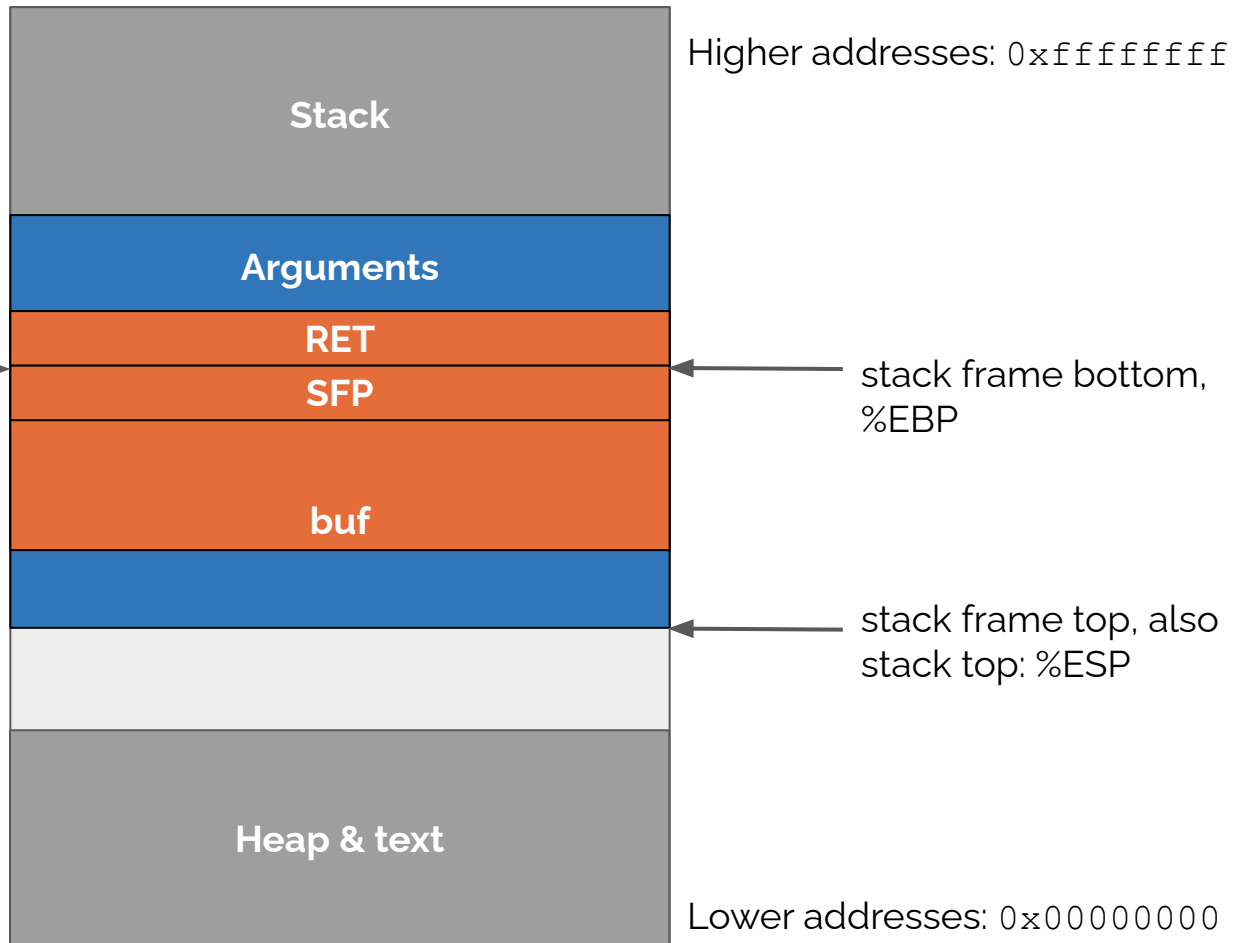 Higher addresses: 0xffffffff
Stack
Arguments
RET
SFP
stack frame bottom,
%EBP
buf
stack frame top, also
stack top: %ESP
Heap & text
Lower addresses: 0x00000000